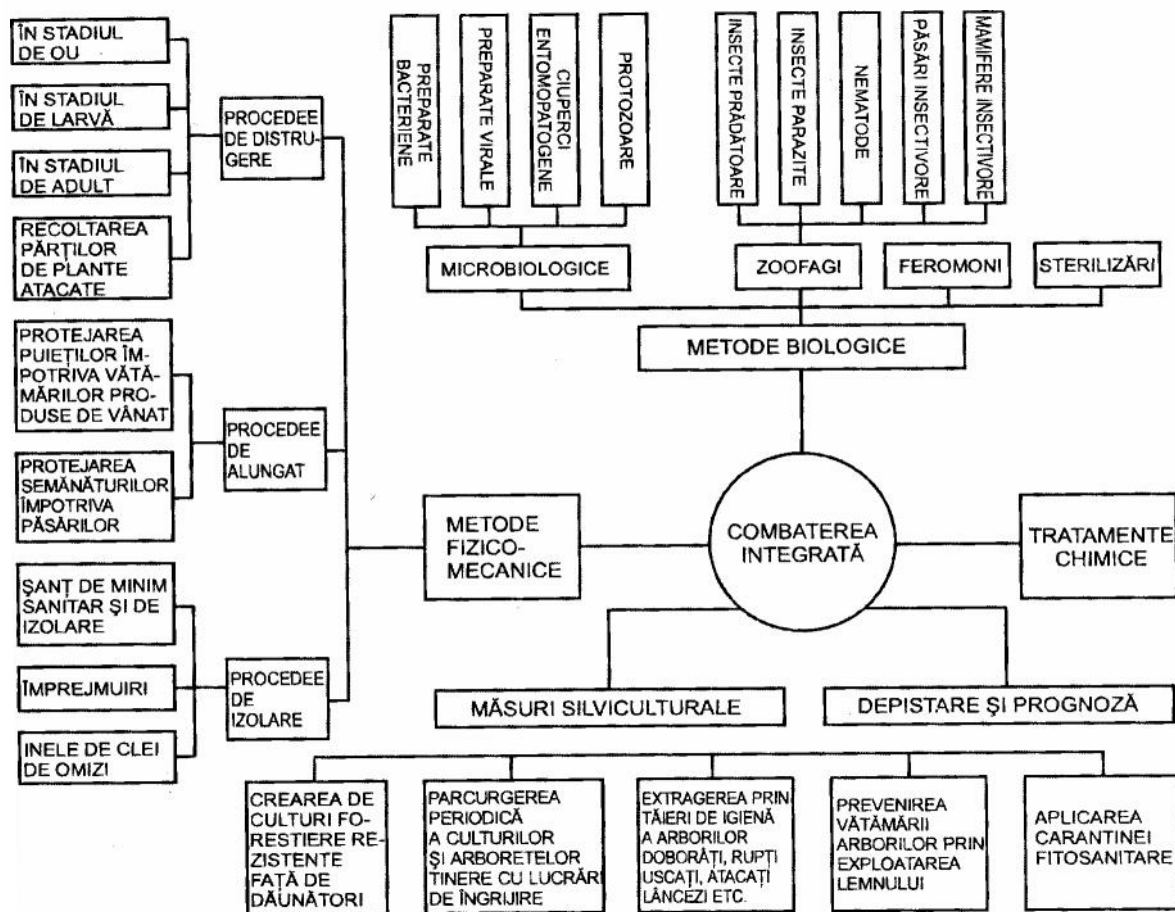 ÎN STADIUL
DE OU
ÎN STADIUL
DE LARVĂ
ÎN STADIUL
DE ADULT
RECOLTAREA
PĂRȚILOR
DE PLANTE
ATACATE
PROCEDEE
DE DISTRU-
GERE
PROTEJAREA
PUIEȚILOR ÎM-
POTRIVA VĂTĂ-
MĂRILOR PRO-
DUSE DE VÂNAT
PROTEJAREA
SEMĂNĂTURILOR
ÎMPOTRIVA
PĂSĂRILOR
PROCEDEE
DE
ALUNGAT
ȘANȚ DE MINIM
SANITAR ȘI DE
IZOLARE
ÎMPREJMUIRI
INELE DE CLEI
DE OMIZI
PROCEDEE
DE
IZOLARE
METODE
FIZICO-
MECANICE
PREPARATE
BACTERIENE
PREPARATE VIRALE
CIUPERCI
ENTOMOPATOGENE
PROTOZOARE
INSECTE PRĂDĂTOARE
INSECTE PARAZITE
NEMATODE
PĂSĂRI INSECTIVORE
MAMIFERE INSECTIVORE
MICROBIOLOGICE
ZOOFAGI
FEROMONI
STERILIZĂRI
METODE BIOLOGICE
COMBATEREA
INTEGRATĂ
TRATAMENTE
CHIMICE
MĂSURI SILVICULTURALE
DEPISTARE ȘI PROGNOZĂ
CREAREA DE
CULTURI FO-
RESTIERE RE-
ZISTENTE
FAȚĂ DE
DĂUNĂTORI
PARCURGEREA
PERIODICĂ
A CULTURILOR
ȘI ARBORETELOR
TINERE CU LUCRĂRI
DE ÎNGRIJIRE
EXTRAGEREA PRIN
TĂIERI DE IGIENĂ
A ARBORILOR
DOBORÂȚI, RUPȚI
USCAȚI, ATACAȚI
LÂNCEZI ETC.
PREVENIREA
VĂTĂMĂRII
ARBORILOR PRIN
EXPLOATAREA
LEMNULUI
APLICAREA
CARANTINEI
FITOSANITARE